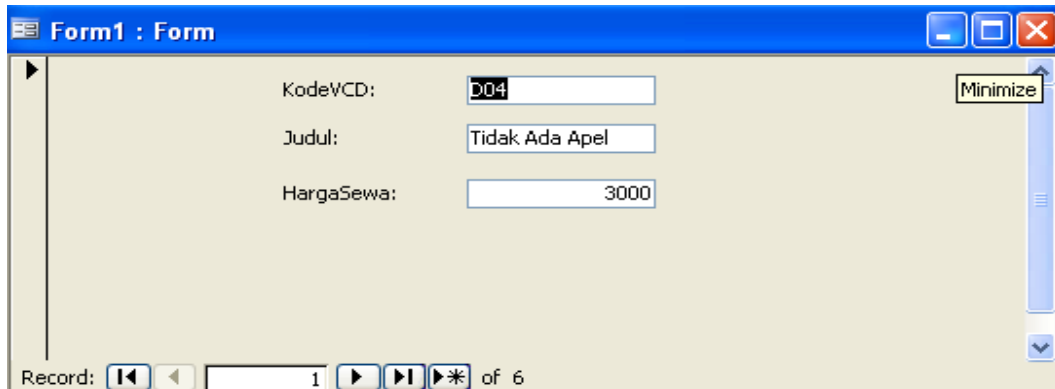 Form1 : Form
Minimize
KodeVCD: D04
Judul: Tidak Ada Apel
HargaSewa: 3000
Record: 1 of 6